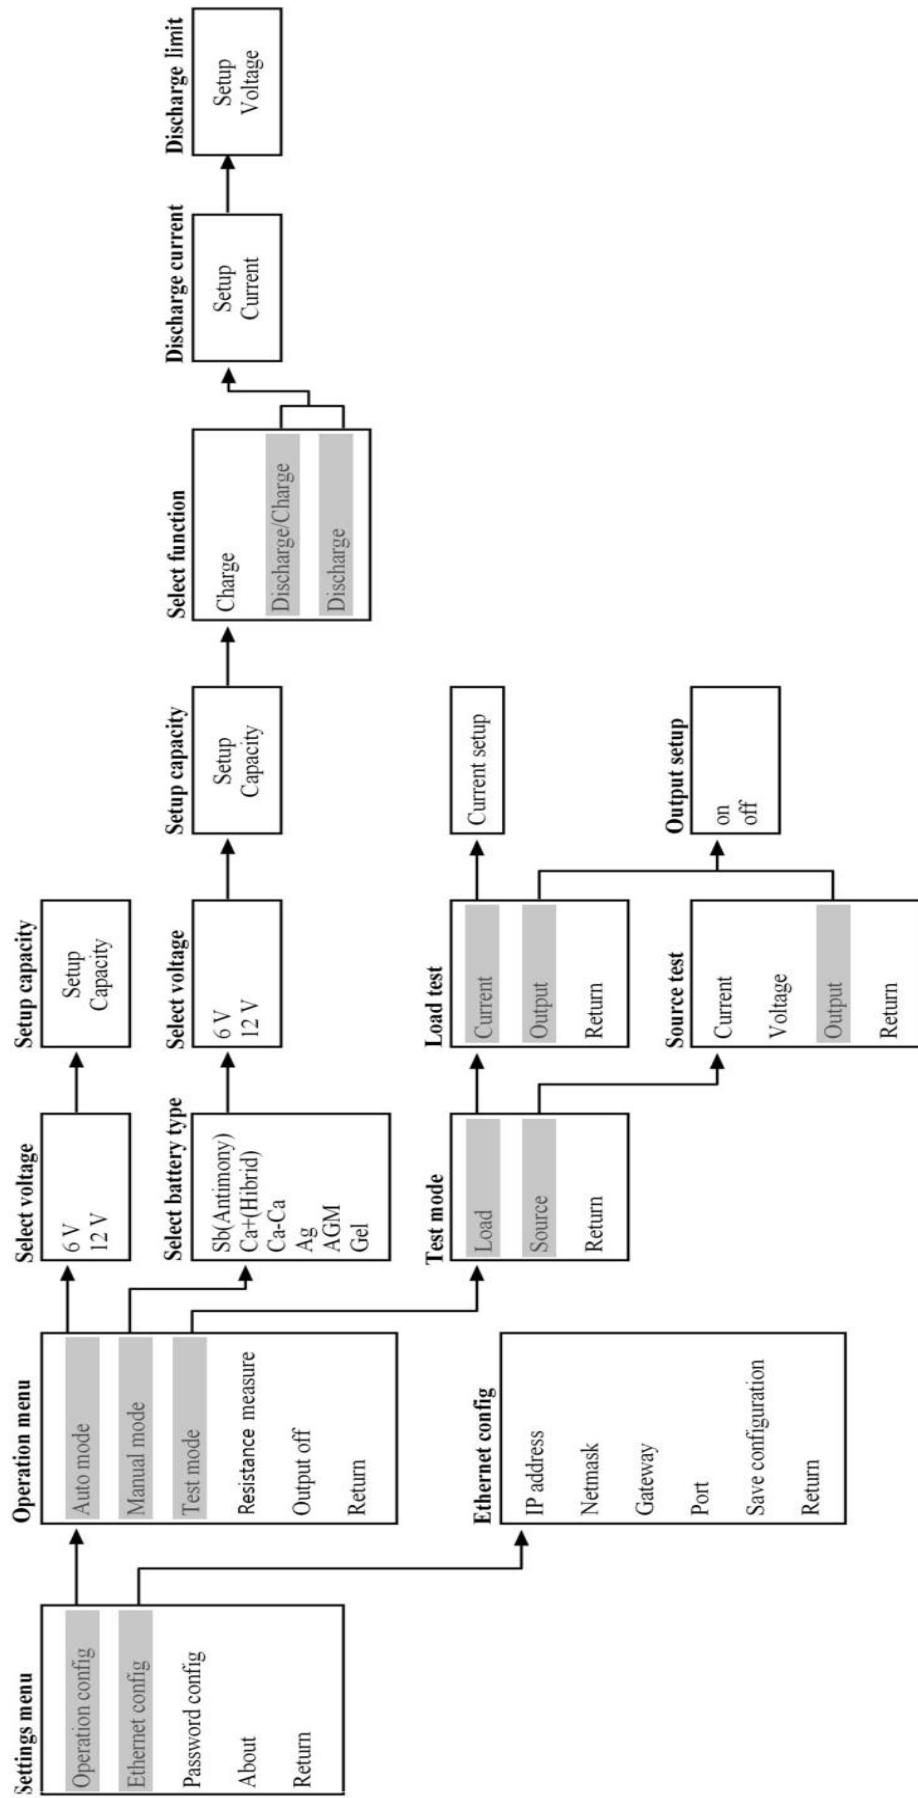 Settings menu
Operation config
Ethernet config
Password config
About
Return
Operation menu
Auto mode
Manual mode
Test mode
Resistance measure
Output off
Return
Ethernet config
IP address
Netmask
Gateway
Port
Save configuration
Return
Select voltage
6 V
12 V
Select battery type
Sb(Antimony)
Ca+(Hibrid)
Ca-Ca
Ag
AGM
Gel
Test mode
Load
Source
Return
Setup capacity
Setup
Capacity
Select voltage
6 V
12 V
Load test
Current
Output
Return
Source test
Current
Voltage
Output
Return
Setup capacity
Setup
Capacity
Current setup
Output setup
on
off
Select function
Charge
Discharge/Charge
Discharge
Discharge current
Setup
Current
Discharge limit
Setup
Voltage